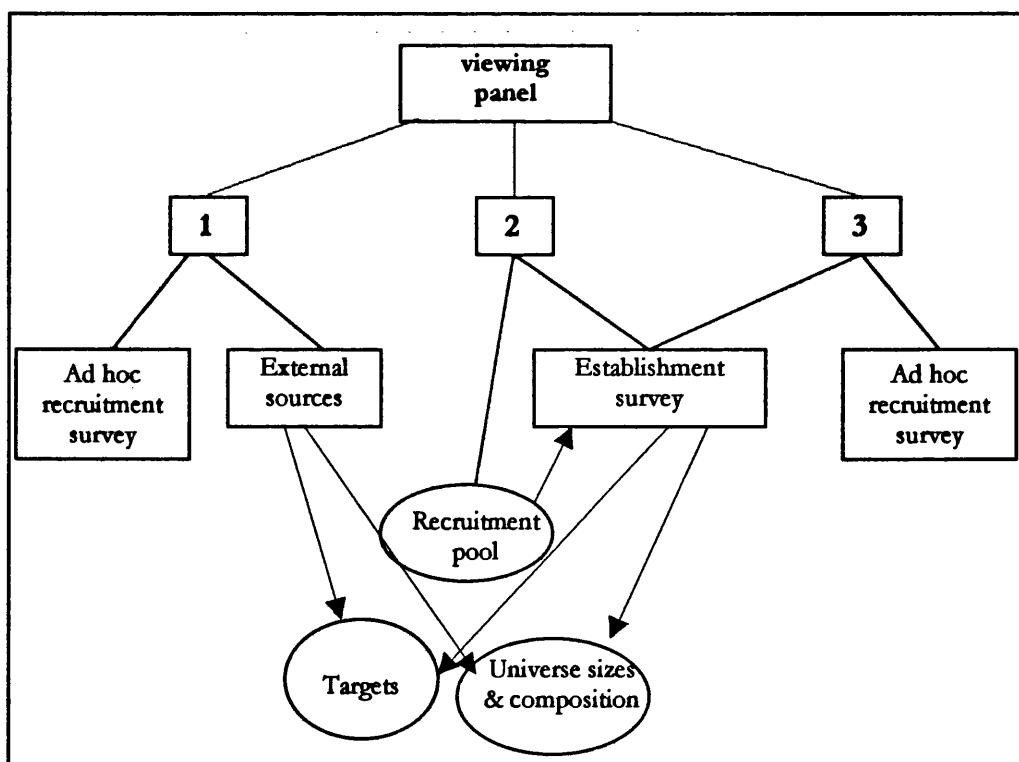 viewing
panel
1
2
3
Ad hoc
recruitment
survey
External
sources
Establishment
survey
Ad hoc
recruitment
survey
Recruitment
pool
Targets
Universe sizes
& composition